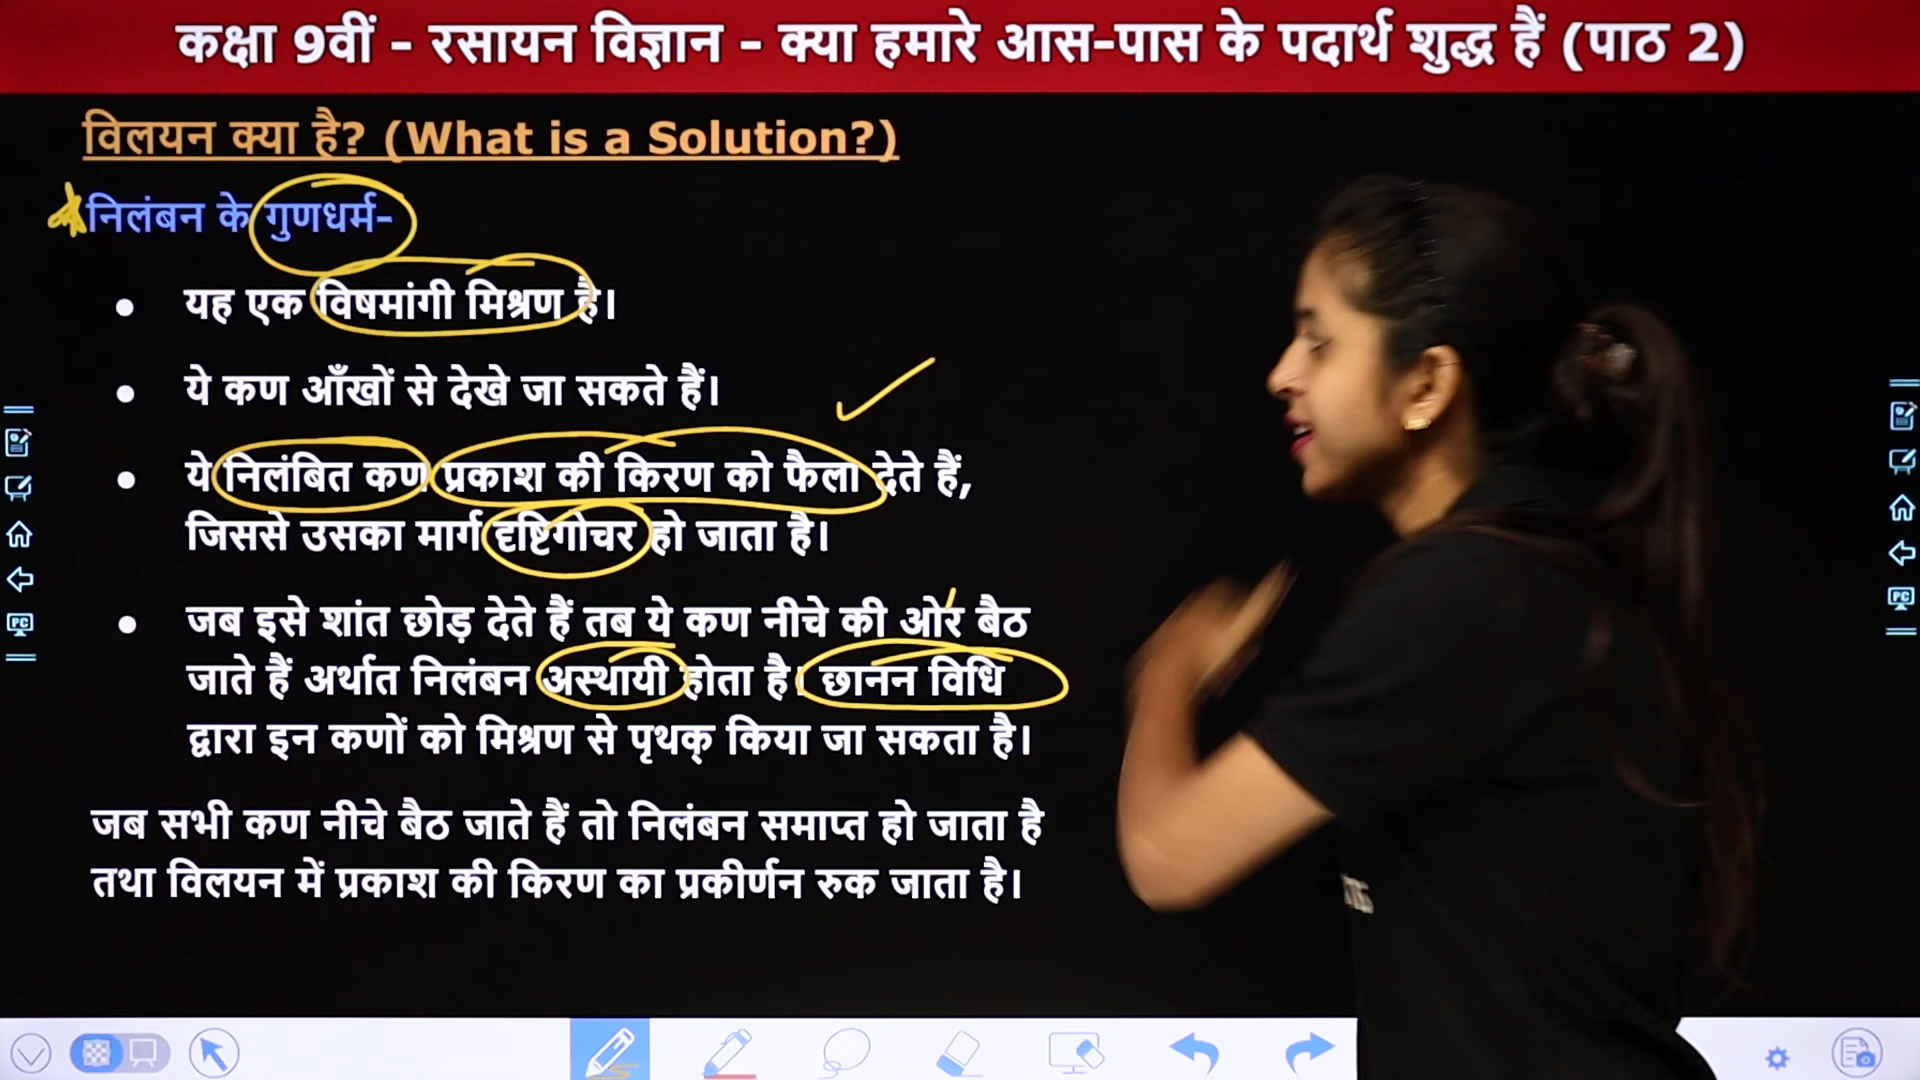 कक्षा 9वीं - रसायन विज्ञान - क्या हमारे आस-पास के पदार्थ शुद्ध हैं (पाठ 2)
विलयन क्या है? (What is a Solution?)
निलंबन के गुणधर्म-
• यह एक विषमांगी मिश्रण है।
• ये कण आँखों से देखे जा सकते हैं।
• ये निलंबित कण प्रकाश की किरण को फैला देते हैं,
जिससे उसका मार्ग दृष्टिगोचर हो जाता है।
• जब इसे शांत छोड़ देते हैं तब ये कण नीचे की ओर बैठ
जाते हैं अर्थात निलंबन अस्थायी होता है। छानन विधि
द्वारा इन कणों को मिश्रण से पृथक् किया जा सकता है।
जब सभी कण नीचे बैठ जाते हैं तो निलंबन समाप्त हो जाता है
तथा विलयन में प्रकाश की किरण का प्रकीर्णन रुक जाता है।
PC
PC